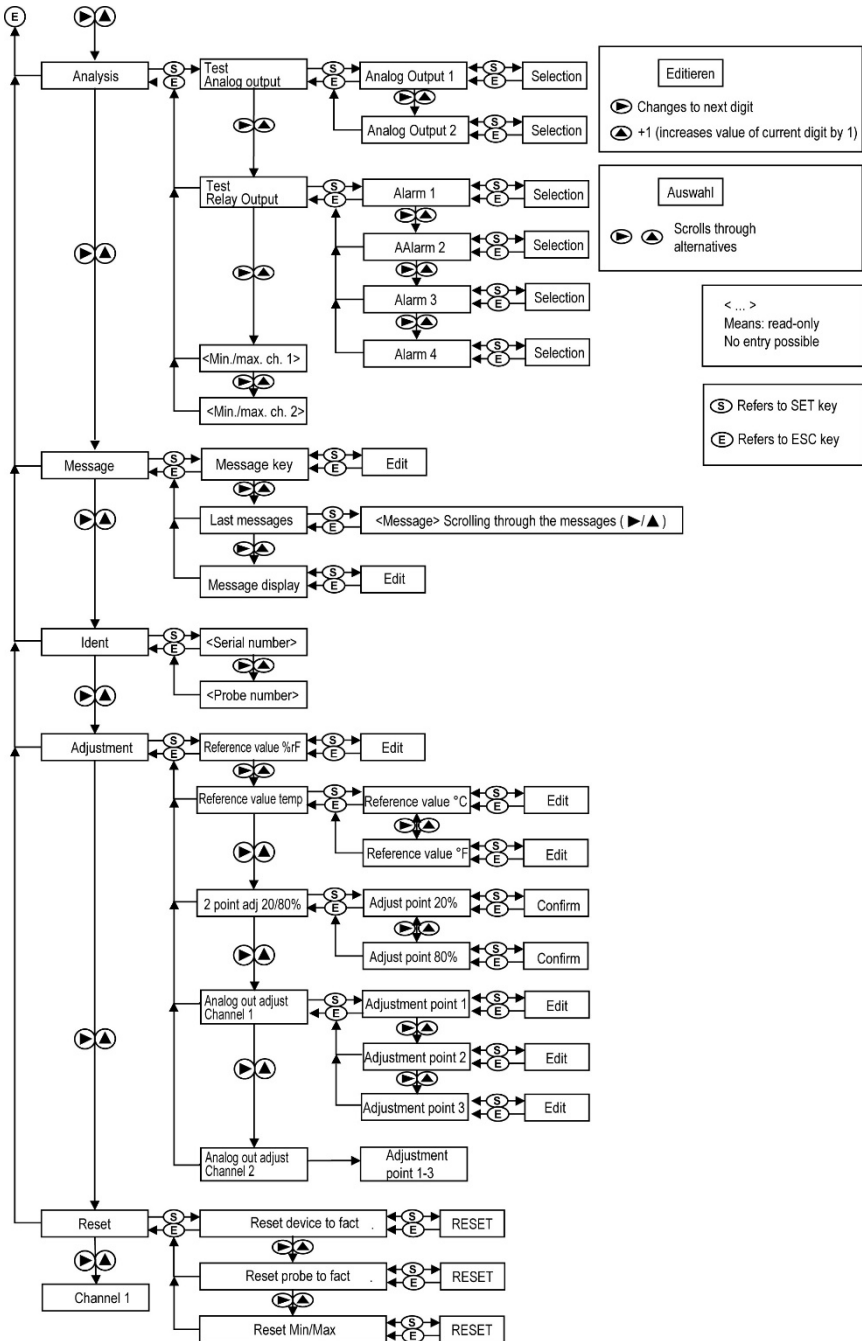 E
Analysis
S
E
Test
Analog output
S
E
Analog Output 1
S
E
Selection
Analog Output 2
S
E
Selection
Test
Relay Output
S
E
Alarm 1
S
E
Selection
AAlarm 2
S
E
Selection
Alarm 3
S
E
Selection
Alarm 4
S
E
Selection
<Min./max. ch. 1>
<Min./max. ch. 2>
Editieren
Changes to next digit
+1 (increases value of current digit by 1)
Auswahl
Scrolls through
alternatives
< ... >
Means: read-only
No entry possible
S Refers to SET key
E Refers to ESC key
Message
S
E
Message key
S
E
Edit
Last messages
S
E
<Message> Scrolling through the messages ( ▶/▲ )
Message display
S
E
Edit
Ident
S
E
<Serial number>
<Probe number>
Adjustment
S
E
Reference value %rF
S
E
Edit
Reference value temp
S
E
Reference value °C
S
E
Edit
Reference value °F
S
E
Edit
2 point adj 20/80%
S
E
Adjust point 20%
S
E
Confirm
Adjust point 80%
S
E
Confirm
Analog out adjust
Channel 1
S
E
Adjustment point 1
S
E
Edit
Adjustment point 2
S
E
Edit
Adjustment point 3
S
E
Edit
Analog out adjust
Channel 2
Adjustment
point 1-3
Reset
S
E
Reset device to fact .
S
E
RESET
Reset probe to fact .
S
E
RESET
Reset Min/Max
S
E
RESET
Channel 1